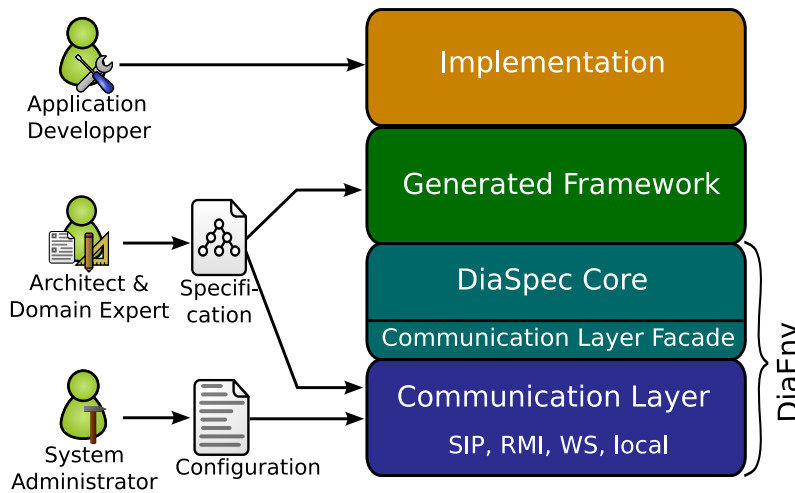 Implementation
Application
Developper
Generated Framework
Architect &
Domain Expert
Specifi-
cation
DiaSpec Core
Communication Layer Facade
DiaEnv
Communication Layer
SIP, RMI, WS, local
System
Administrator
Configuration